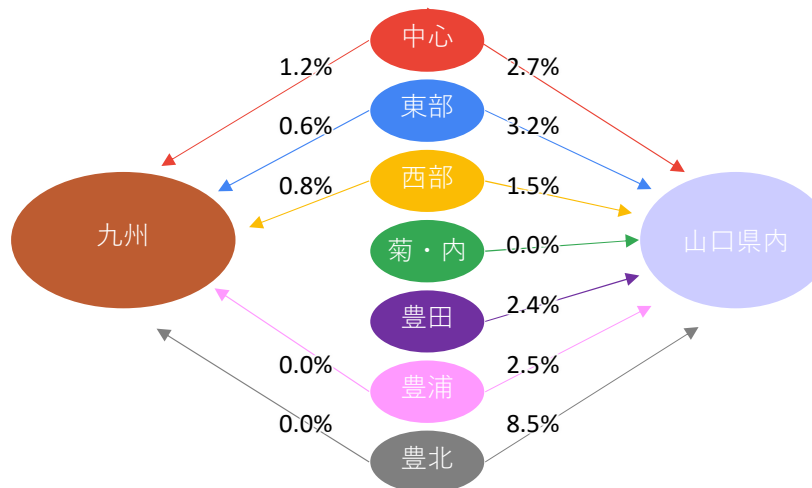 中心
1.2%
2.7%
東部
0.6%
3.2%
西部
0.8%
1.5%
九州
菊・内
0.0%
山口県内
豊田
2.4%
豊浦
0.0%
2.5%
0.0%
8.5%
豊北